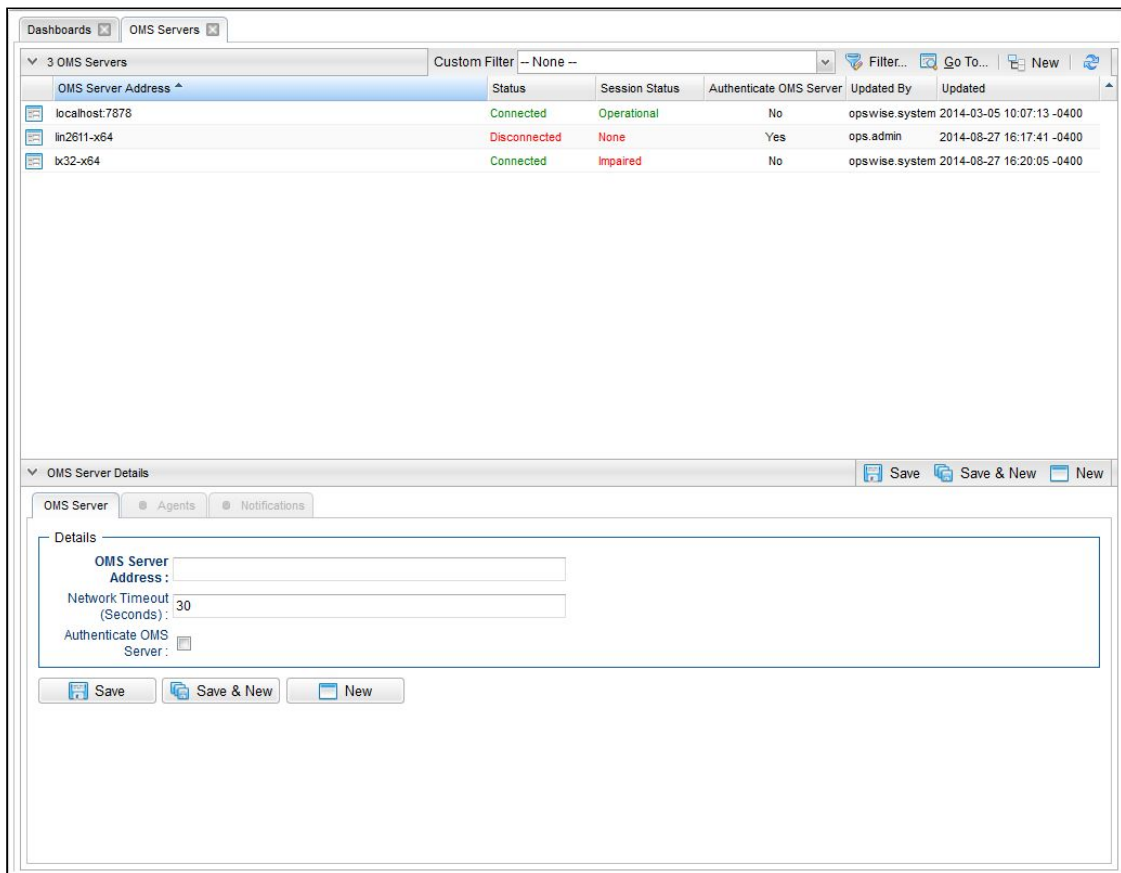 Dashboards OMS Servers
3 OMS Servers Custom Filter -- None -- Filter... Go To... New
OMS Server Address Status Session Status Authenticate OMS Server Updated By Updated
localhost:7878 Connected Operational No opswise.system 2014-03-05 10:07:13 -0400
lin2611-x64 Disconnected None Yes ops.admin 2014-08-27 16:17:41 -0400
lx32-x64 Connected Impaired No opswise.system 2014-08-27 16:20:05 -0400
OMS Server Details Save Save & New New
OMS Server Agents Notifications
Details
OMS Server
Address :
Network Timeout
(Seconds) : 30
Authenticate OMS
Server :
Save Save & New New